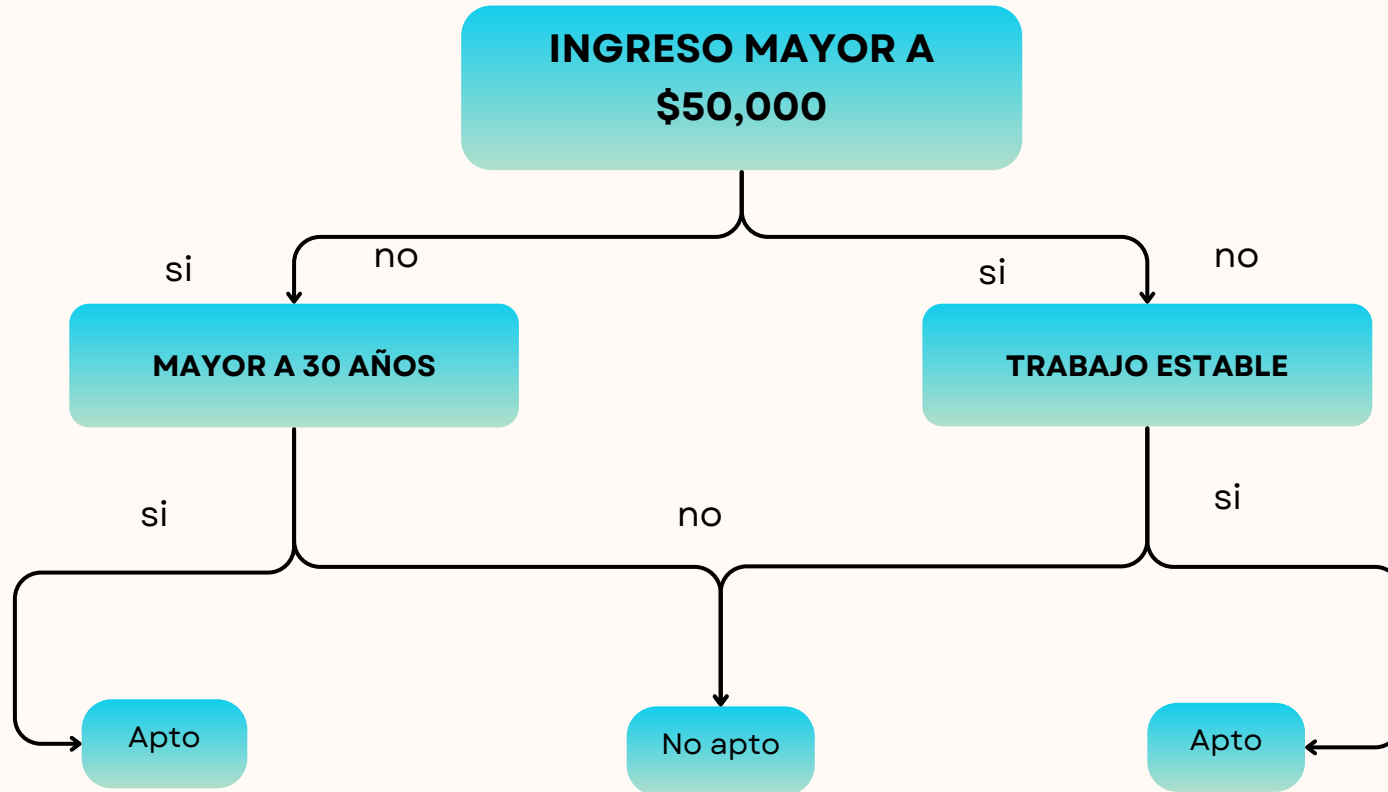 INGRESO MAYOR A
$50,000
si
no
si
no
MAYOR A 30 AÑOS
TRABAJO ESTABLE
si
no
si
Apto
No apto
Apto